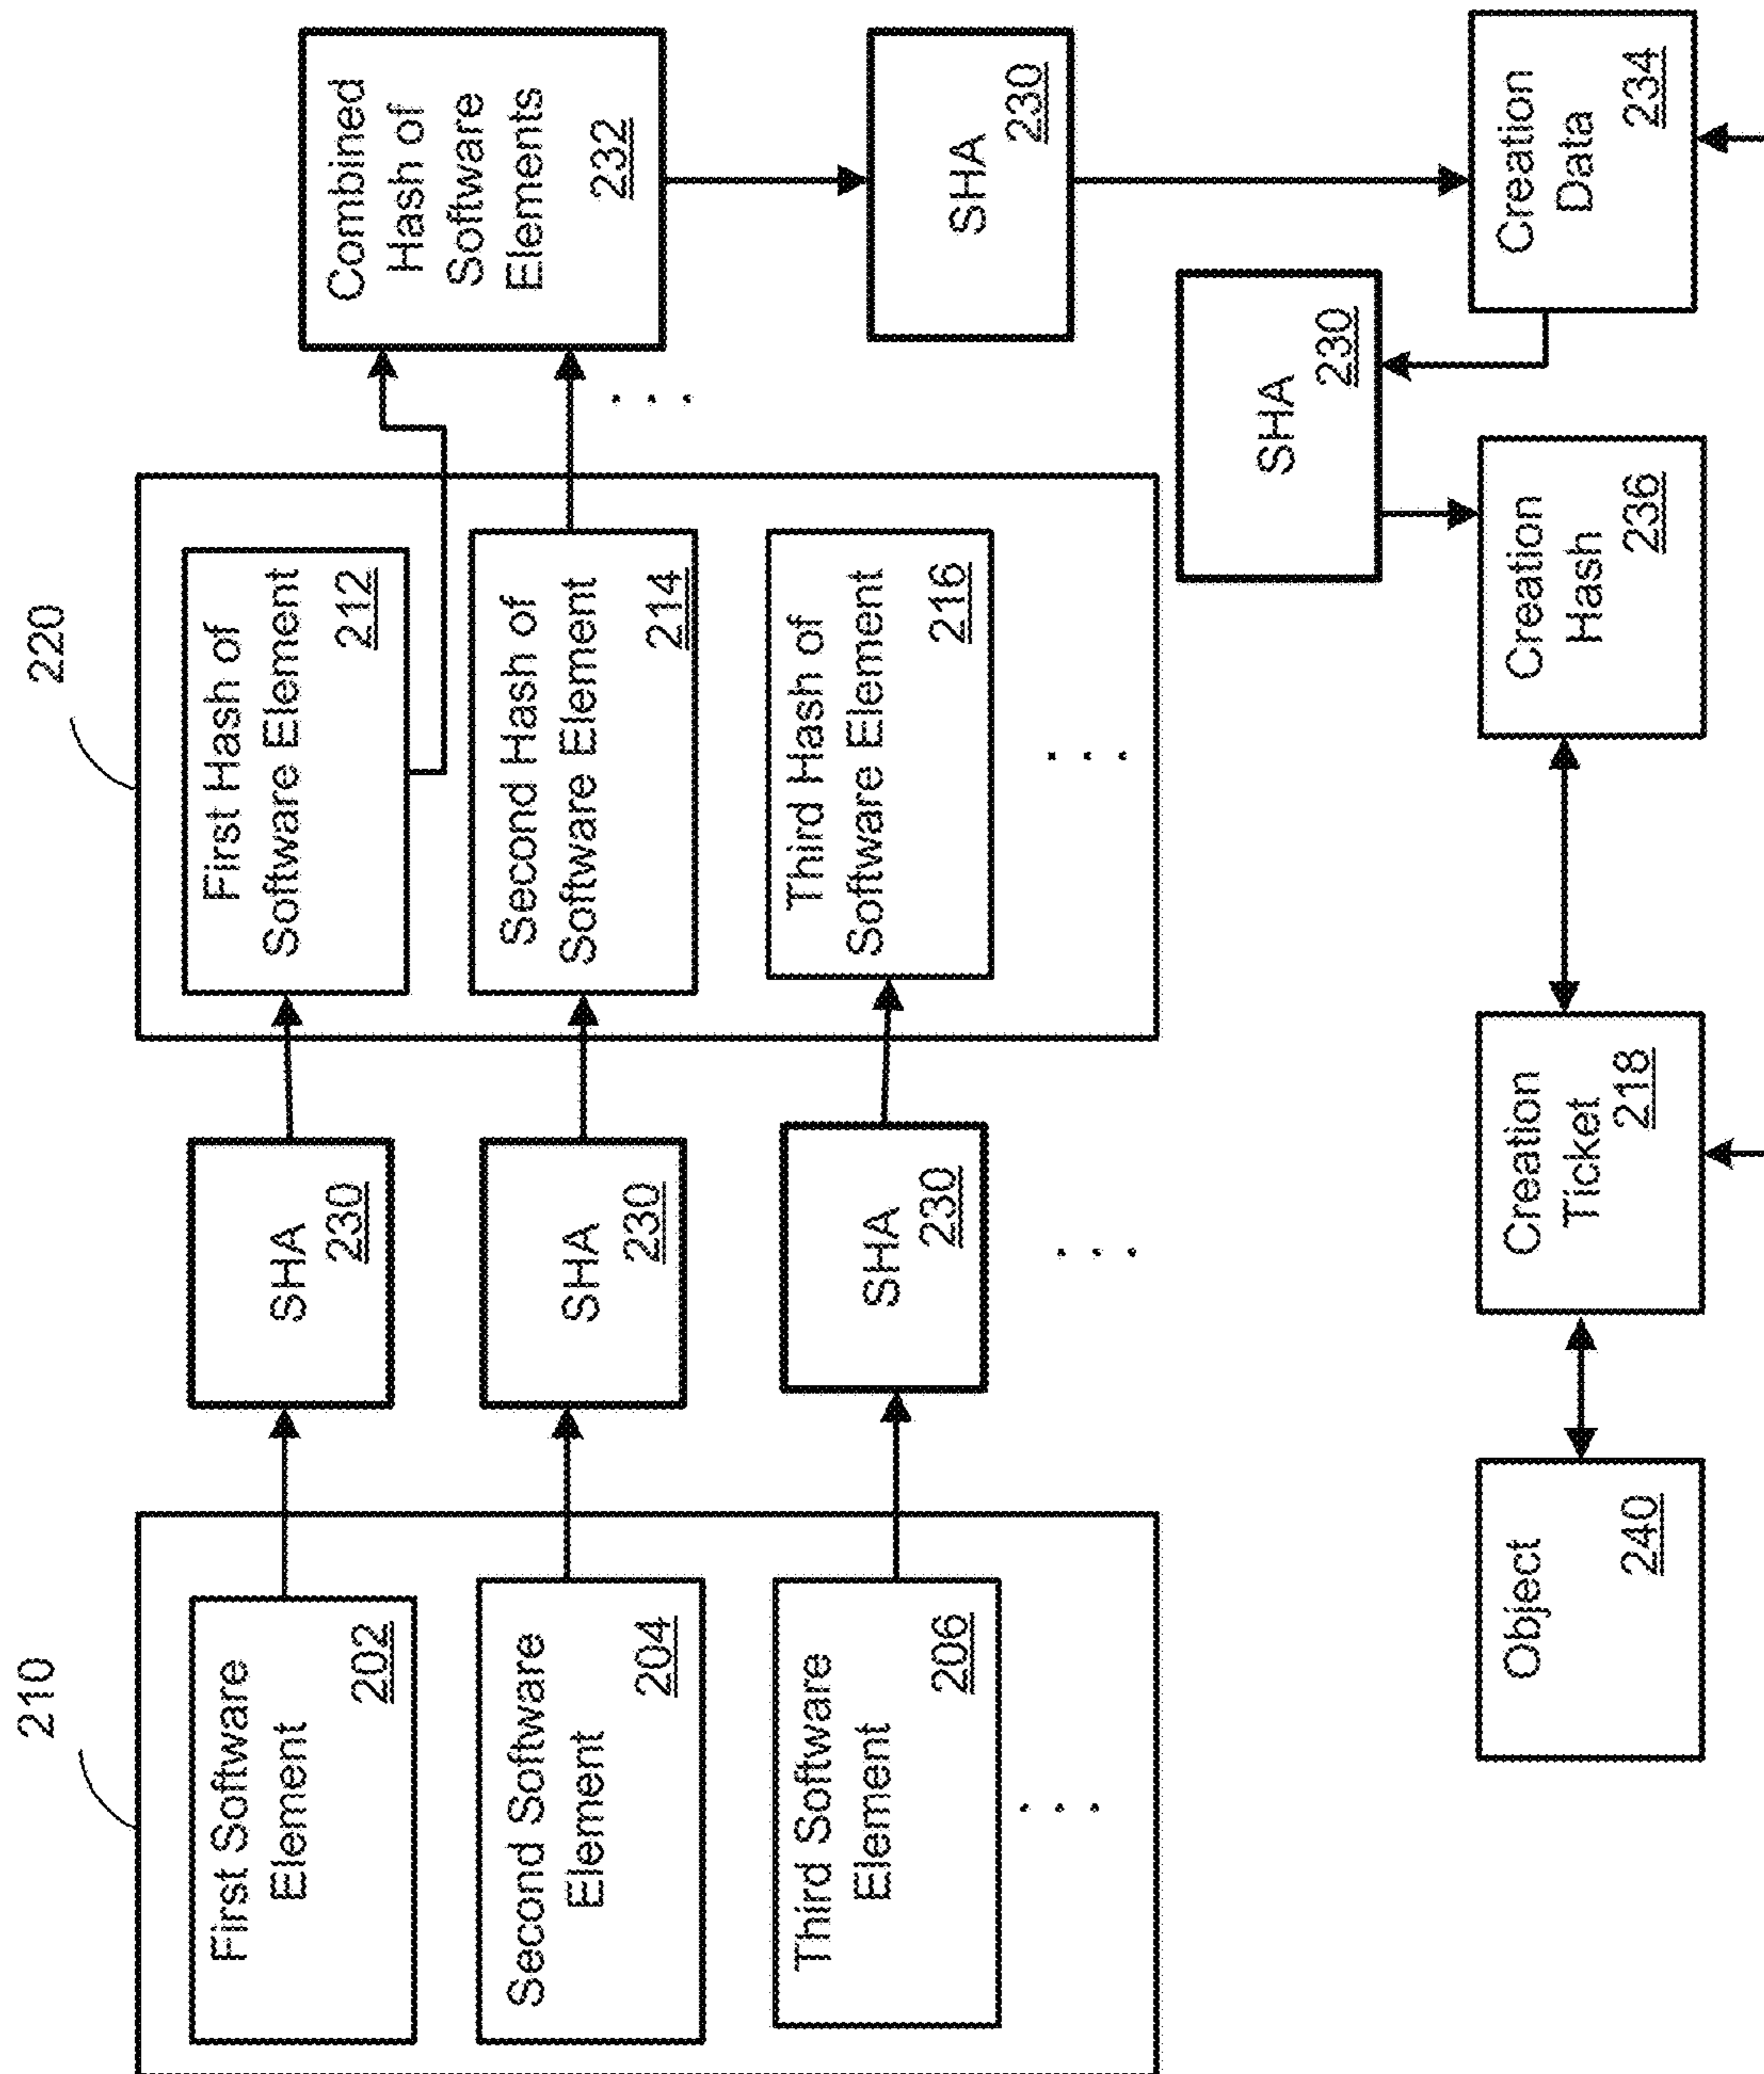 210
First Software
Element
202
Second Software
Element
204
Third Software
Element
206
. . .
SHA
230
SHA
230
SHA
230
. . .
220
First Hash of
Software Element
212
Second Hash of
Software Element
214
Third Hash of
Software Element
216
. . .
. . .
Combined
Hash of
Software
Elements
232
SHA
230
SHA
230
Object
240
Creation
Ticket
218
Creation
Hash
236
Creation
Data
234